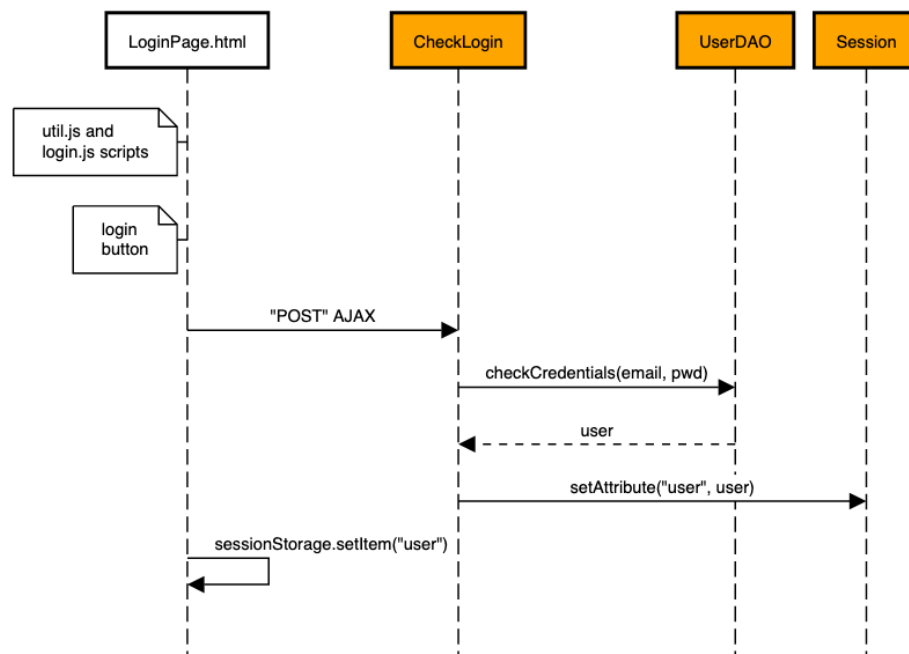 LoginPage.html
CheckLogin
UserDAO
Session
util.js and
login.js scripts
login
button
"POST" AJAX
checkCredentials(email, pwd)
user
setAttribute("user", user)
sessionStorage.setItem("user")